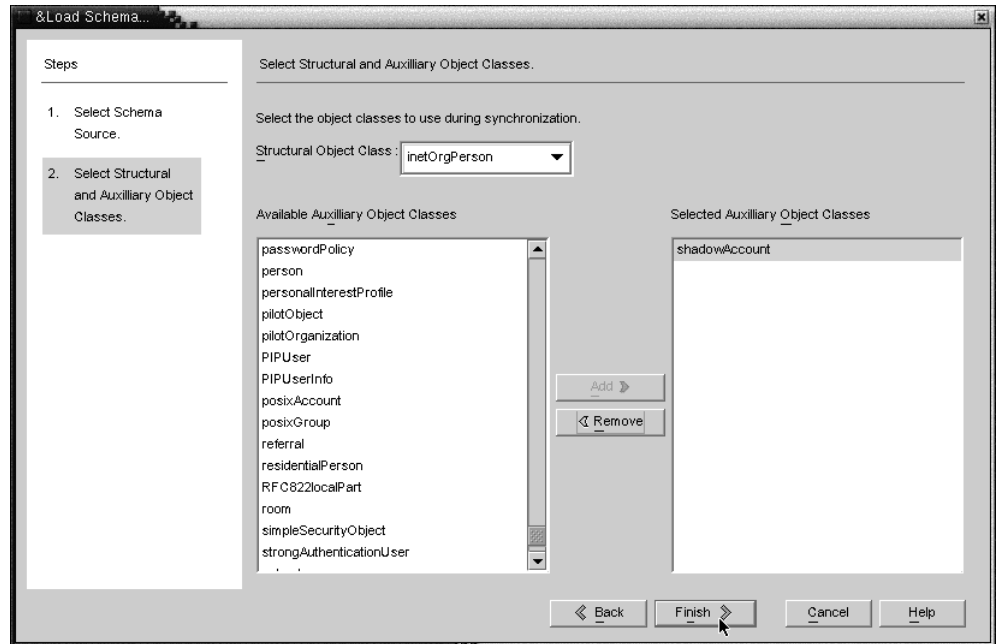 &Load Schema...
Steps
1. Select Schema
Source.
2. Select Structural
and Auxilliary Object
Classes.
Select Structural and Auxilliary Object Classes.
Select the object classes to use during synchronization.
Structural Object Class : inetOrgPerson
Available Auxilliary Object Classes
passwordPolicy
person
personalInterestProfile
pilotObject
pilotOrganization
PIPUser
PIPUserInfo
posixAccount
posixGroup
referral
residentialPerson
RFC822localPart
room
simpleSecurityObject
strongAuthenticationUser
Add
Remove
Selected Auxilliary Object Classes
shadowAccount
Back
Finish
Cancel
Help